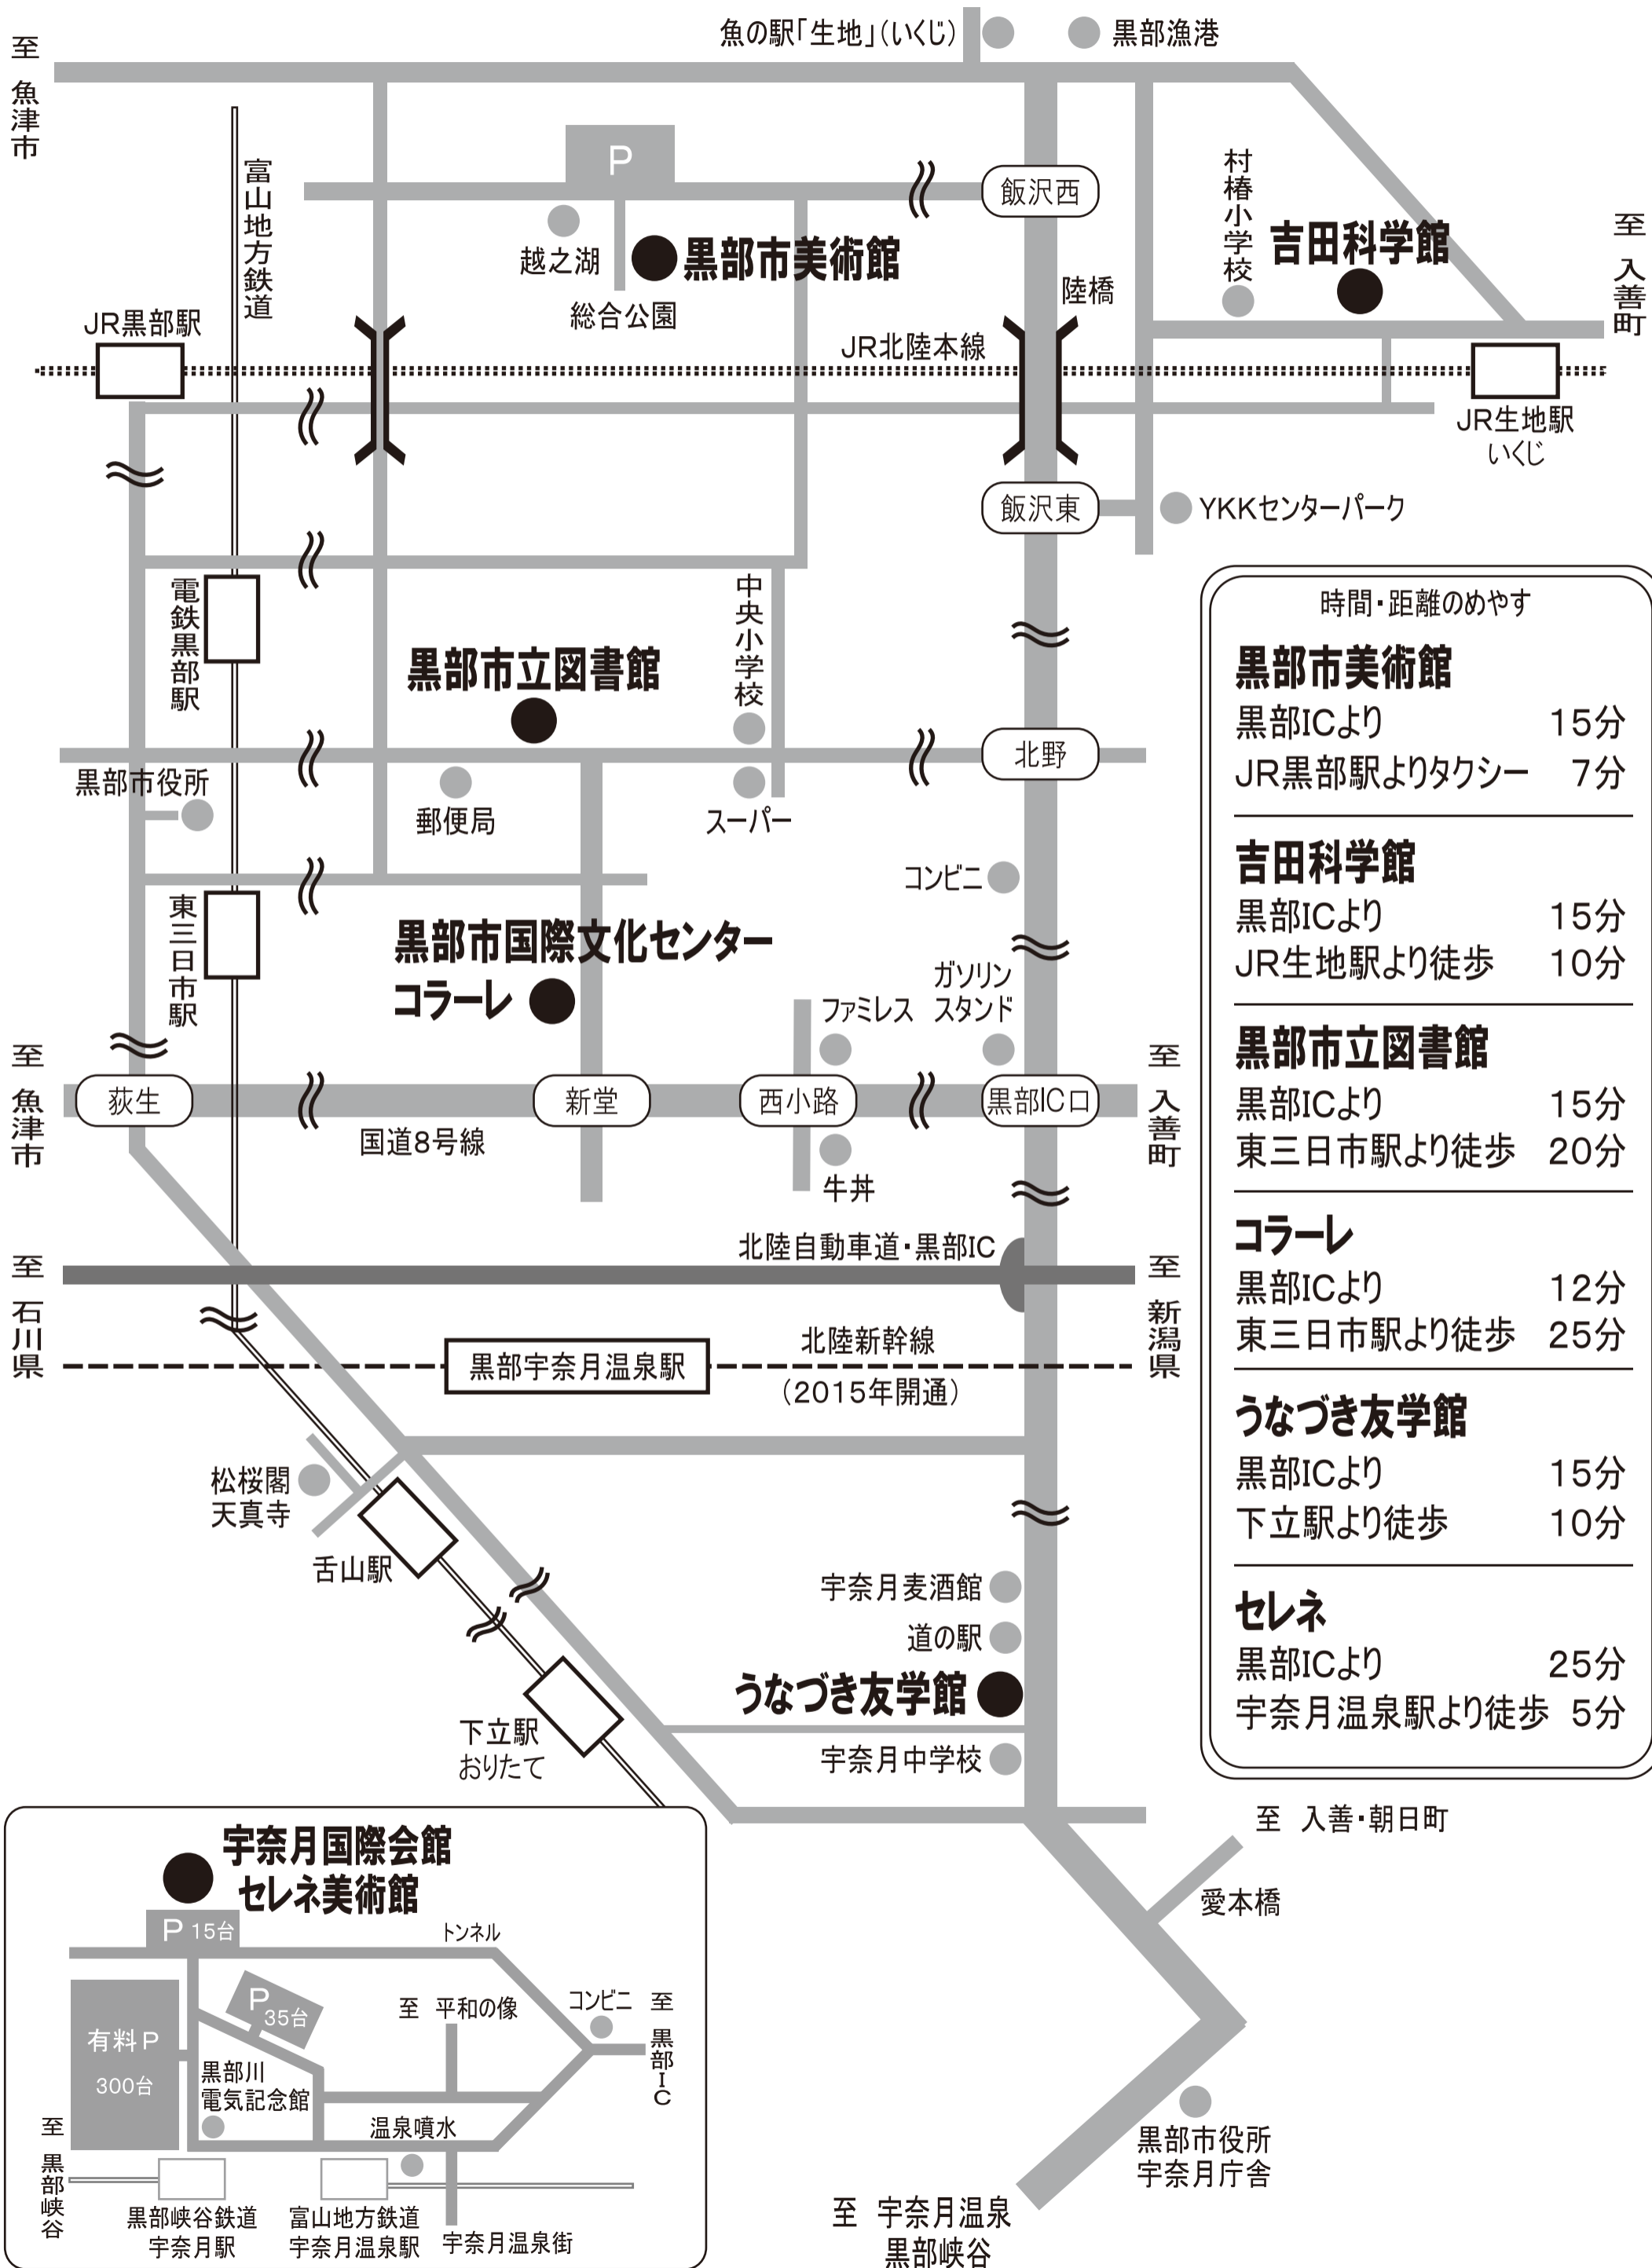 魚の駅「生地」(いくじ)
黒部漁港
至 魚津市
富山地方鉄道
P
飯沢西
村椿小学校
吉田科学館
至 入善町
越之湖
黒部市美術館
総合公園
陸橋
JR黒部駅
JR北陸本線
JR生地駅
いくじ
飯沢東
YKKセンターパーク
電鉄黒部駅
中央小学校
黒部市立図書館
北野
黒部市役所
郵便局
スーパー
コンビニ
東三日市駅
黒部市国際文化センター
コラーレ
ファミレス
ガソリン
スタンド
至 魚津市
荻生
新堂
西小路
黒部IC口
至 入善町
国道8号線
牛丼
北陸自動車道・黒部IC
至 石川県
至 新潟県
北陸新幹線
黒部宇奈月温泉駅
(2015年開通)
松桜閣
天真寺
舌山駅
宇奈月麦酒館
道の駅
うなづき友学館
下立駅
おりたて
宇奈月中学校
至 入善・朝日町
愛本橋
黒部市役所
宇奈月庁舎
至 宇奈月温泉
黒部峡谷
時間・距離のめやす
黒部市美術館
黒部ICより 15分
JR黒部駅よりタクシー 7分
吉田科学館
黒部ICより 15分
JR生地駅より徒歩 10分
黒部市立図書館
黒部ICより 15分
東三日市駅より徒歩 20分
コラーレ
黒部ICより 12分
東三日市駅より徒歩 25分
うなづき友学館
黒部ICより 15分
下立駅より徒歩 10分
セレネ
黒部ICより 25分
宇奈月温泉駅より徒歩 5分
宇奈月国際会館
セレネ美術館
P 15台
トンネル
P 35台
至 平和の像
コンビニ
至 黒部IC
有料P
300台
黒部川
電気記念館
温泉噴水
至 黒部峡谷
黒部峡谷鉄道
宇奈月駅
富山地方鉄道
宇奈月温泉駅
宇奈月温泉街